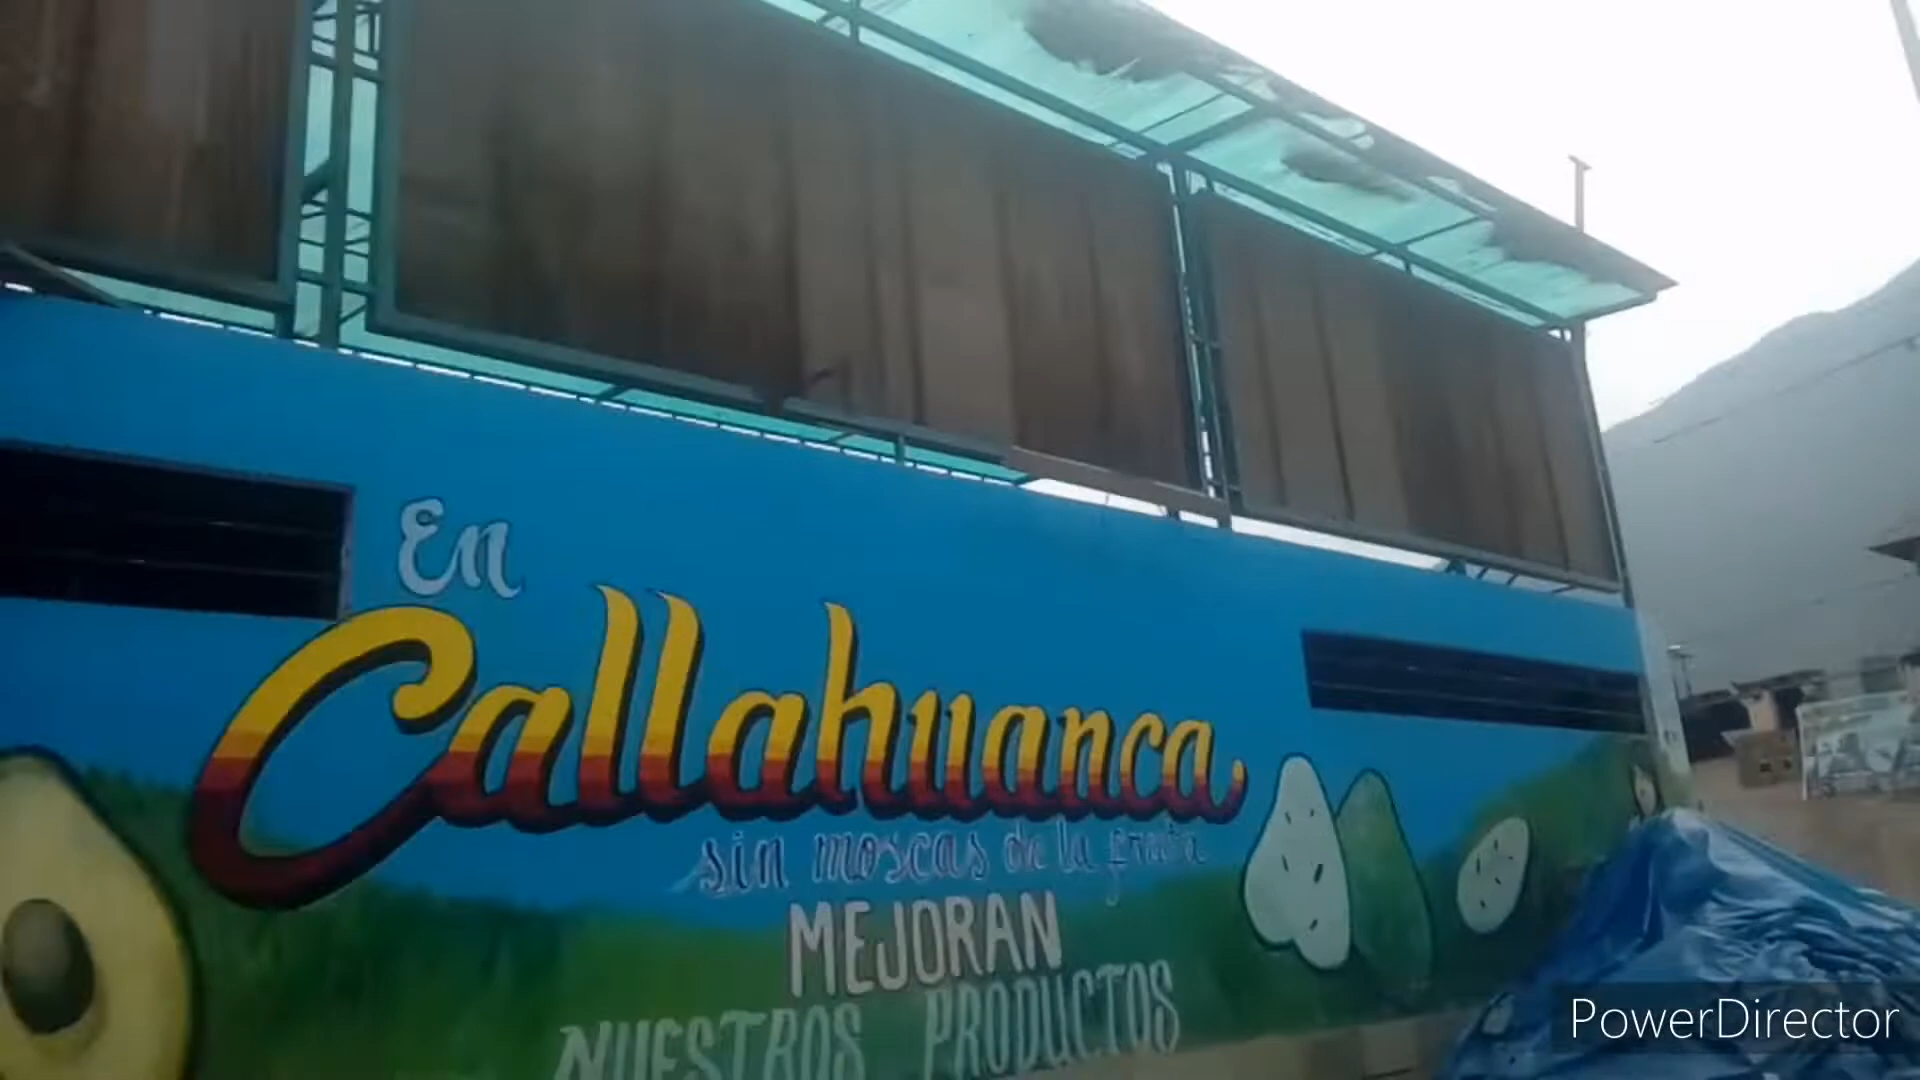 En
Callahuanca
sin moscas de la fruta
MEJORAN
NUESTROS PRODUCTOS
PowerDirector